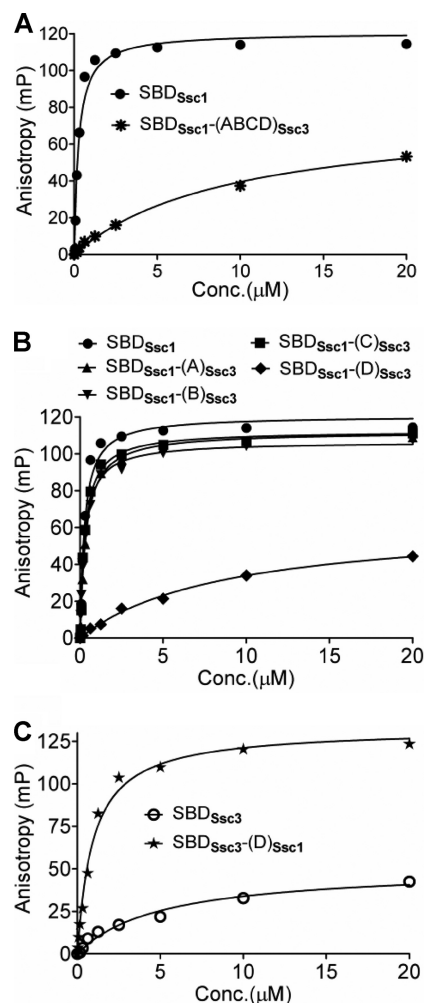 A
120
100
80
60
40
20
0
Anisotropy (mP)
SBDSsc1
SBDSsc1-(ABCD)Ssc3
0 5 10 15 20
Conc.(μM)
B
SBDSsc1 SBDSsc1-(C)Ssc3
SBDSsc1-(A)Ssc3 SBDSsc1-(D)Ssc3
SBDSsc1-(B)Ssc3
120
100
80
60
40
20
0
Anisotropy (mP)
0 5 10 15 20
Conc.(μM)
C
125
100
75
50
25
0
Anisotropy (mP)
SBDSsc3
SBDSsc3-(D)Ssc1
0 5 10 15 20
Conc.(μM)